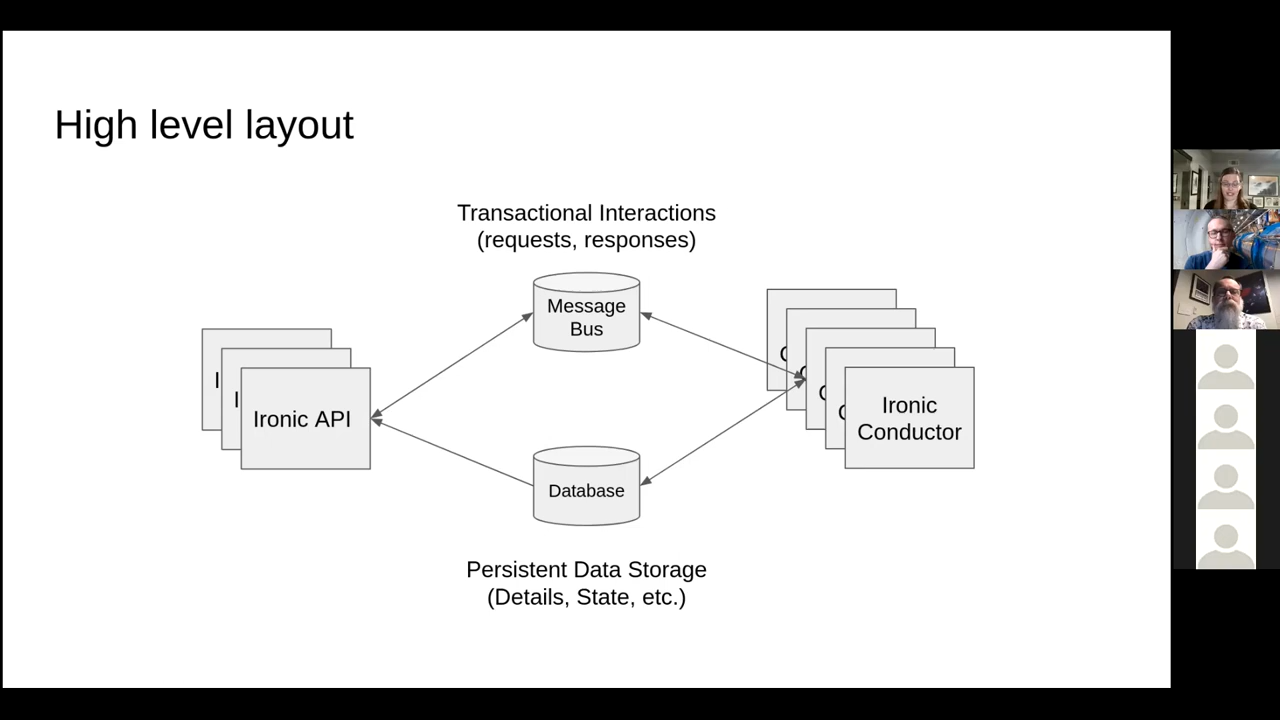 High level layout
Transactional Interactions
(requests, responses)
Message
Bus
I
I
Ironic API
C
C
C
C
Ironic
Conductor
Database
Persistent Data Storage
(Details, State, etc.)